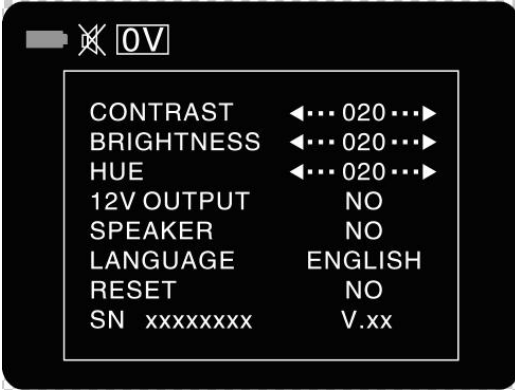 0V
CONTRAST ◀··· 020 ···▶
BRIGHTNESS ◀··· 020 ···▶
HUE ◀··· 020 ···▶
12V OUTPUT NO
SPEAKER NO
LANGUAGE ENGLISH
RESET NO
SN xxxxxxxx V.xx